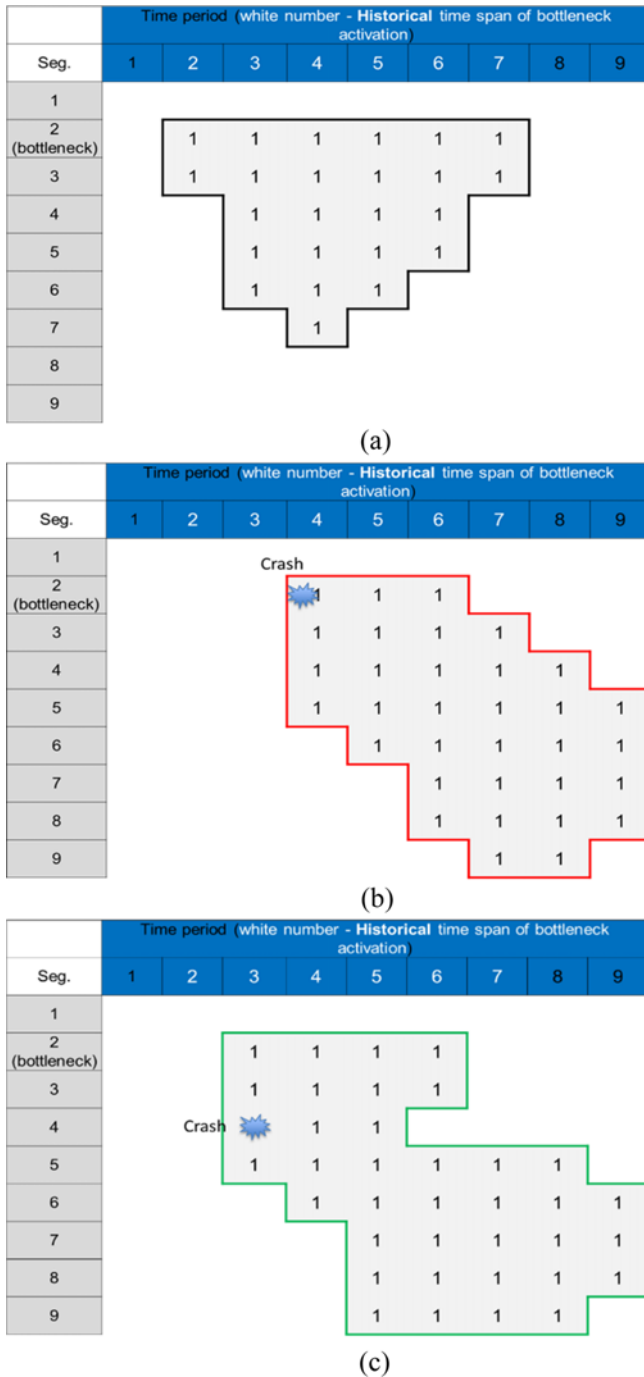 Time period (white number - Historical time span of bottleneck
activation)
Seg. 1 2 3 4 5 6 7 8 9
1
2
(bottleneck) 1 1 1 1 1 1
3 1 1 1 1 1 1
4 1 1 1 1
5 1 1 1 1
6 1 1 1
7 1
8
9
(a)
Time period (white number - Historical time span of bottleneck
activation)
Seg. 1 2 3 4 5 6 7 8 9
1
Crash
2
(bottleneck) 1 1 1
3 1 1 1 1
4 1 1 1 1 1
5 1 1 1 1 1 1
6 1 1 1 1 1
7 1 1 1 1
8 1 1 1 1
9 1 1
(b)
Time period (white number - Historical time span of bottleneck
activation)
Seg. 1 2 3 4 5 6 7 8 9
1
2
(bottleneck) 1 1 1 1
3 1 1 1 1
4 Crash 1 1
5 1 1 1 1 1 1
6 1 1 1 1 1 1
7 1 1 1 1 1
8 1 1 1 1 1
9 1 1 1 1
(c)